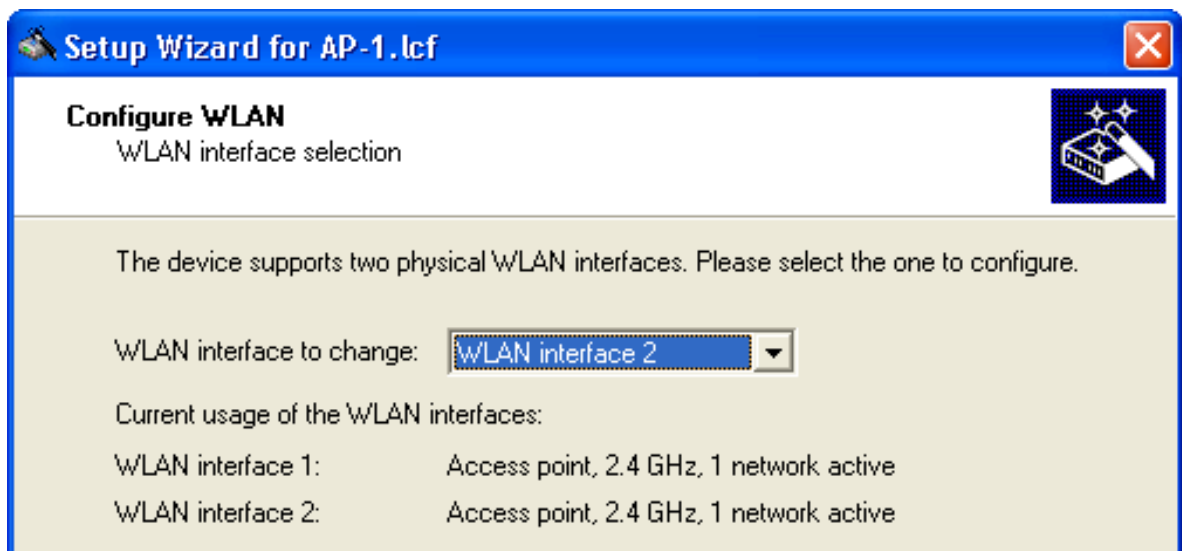 Setup Wizard for AP-1.lcf
Configure WLAN
WLAN interface selection
The device supports two physical WLAN interfaces. Please select the one to configure.
WLAN interface to change: WLAN interface 2
Current usage of the WLAN interfaces:
WLAN interface 1: Access point, 2.4 GHz, 1 network active
WLAN interface 2: Access point, 2.4 GHz, 1 network active